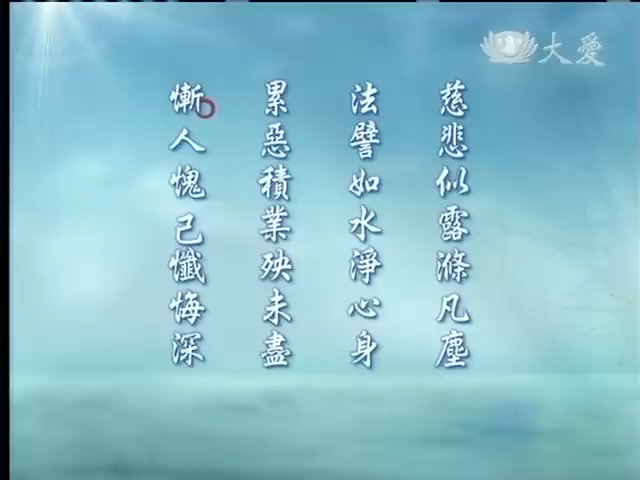 大愛
慈悲似露滌凡塵
法譬如水淨心身
累惡積業殃未盡
慚人愧己懺悔深